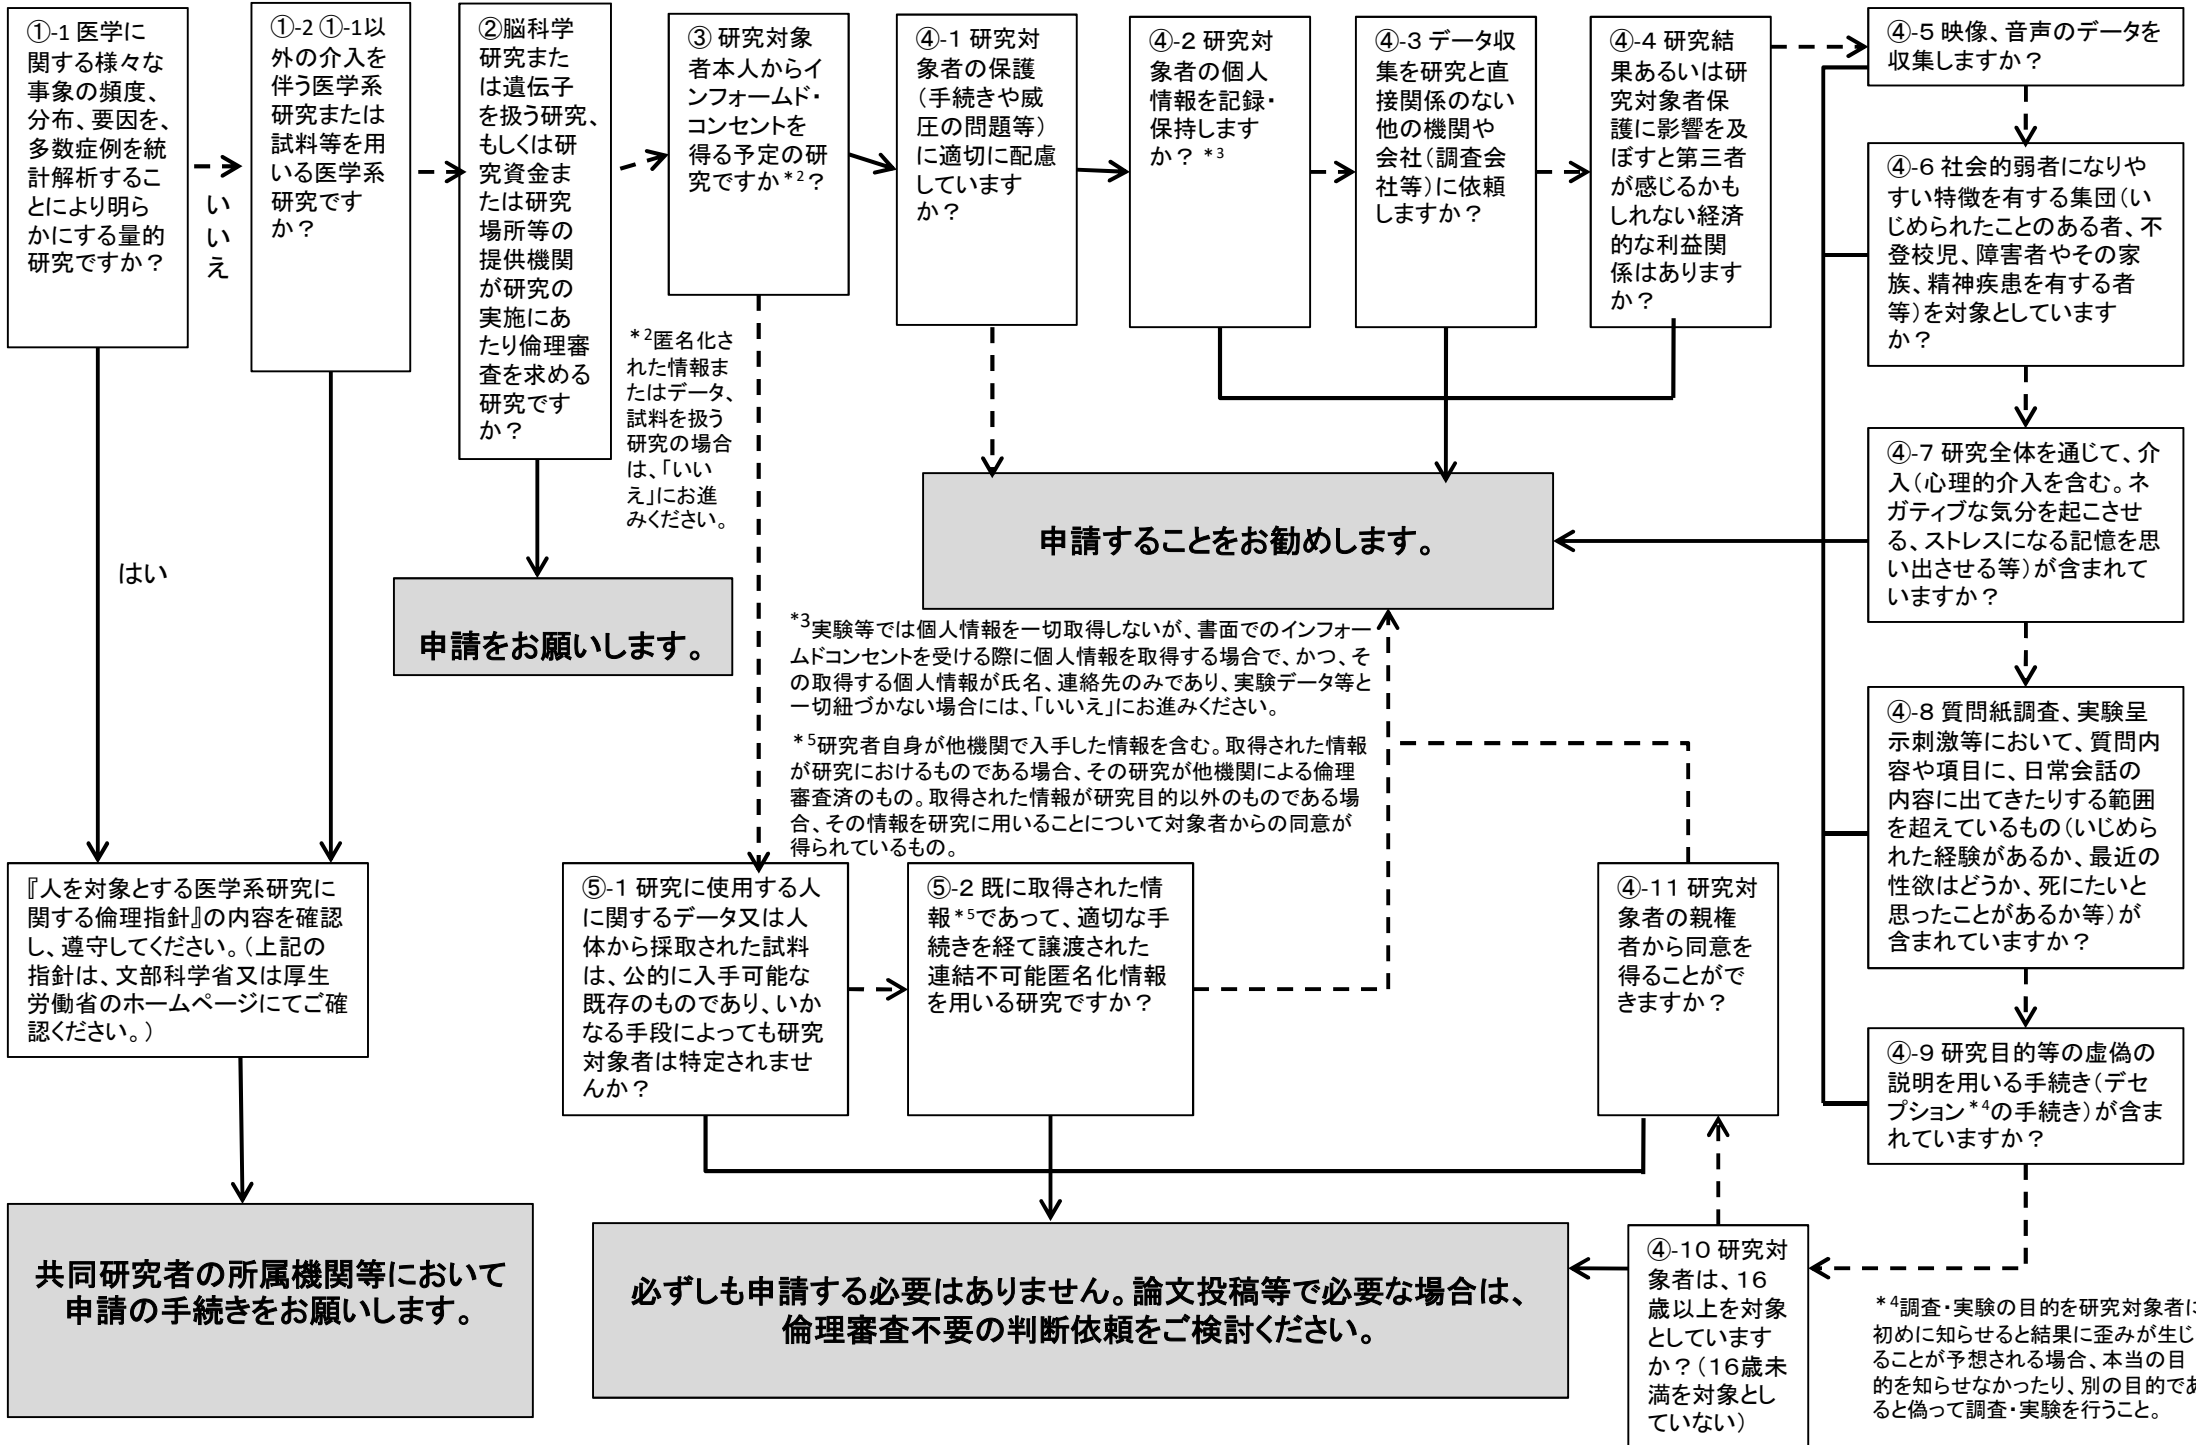 ①-1 医学に
関する様々な
事象の頻度、
分布、要因を、
多数症例を統
計解析するこ
とにより明ら
かにする量的
研究ですか？
いいえ
①-2 ①-1以
外の介入を
伴う医学系
研究または
試料等を用
いる医学系
研究です
か？
②脳科学
研究また
は遺伝子
を扱う研究、
もしくは研
究資金ま
たは研究
場所等の
提供機関
が研究の
実施にあ
たり倫理審
査を求める
研究です
か？
③ 研究対象
者本人からイ
ンフォームド・
コンセントを
得る予定の研
究ですか*2？
④-1 研究対
象者の保護
（手続きや威
圧の問題等）
に適切に配慮
しています
か？
④-2 研究対
象者の個人
情報を記録・
保持します
か？ *3
④-3 データ収
集を研究と直
接関係のない
他の機関や
会社（調査会
社等）に依頼
しますか？
④-4 研究結
果あるいは研
究対象者保
護に影響を及
ぼすと第三者
が感じるかも
しれない経済
的な利益関
係はあります
か？
④-5 映像、音声のデータを
収集しますか？
④-6 社会的弱者になりや
すい特徴を有する集団（い
じめられたことのある者、不
登校児、障害者やその家
族、精神疾患を有する者
等）を対象としています
か？
④-7 研究全体を通じて、介
入（心理的介入を含む。ネ
ガティブな気分を起こさせ
る、ストレスになる記憶を思
い出させる等）が含まれて
いますか？
④-8 質問紙調査、実験呈
示刺激等において、質問内
容や項目に、日常会話の
内容に出てきたりする範囲
を超えているもの（いじめら
れた経験があるか、最近の
性欲はどうか、死にたいと
思ったことがあるか等）が
含まれていますか？
④-9 研究目的等の虚偽の
説明を用いる手続き（デセ
プション*4の手続き）が含ま
れていますか？
*2匿名化さ
れた情報ま
たはデータ、
試料を扱う
研究の場合
は、「いい
え」にお進
みください。
はい
申請をお願いします。
申請することをお勧めします。
*3実験等では個人情報を一切取得しないが、書面でのインフォー
ムドコンセントを受ける際に個人情報を取得する場合で、かつ、そ
の取得する個人情報が氏名、連絡先のみであり、実験データ等と
一切紐づかない場合には、「いいえ」にお進みください。
*5研究者自身が他機関で入手した情報を含む。取得された情報
が研究におけるものである場合、その研究が他機関による倫理
審査済のもの。取得された情報が研究目的以外のものである場
合、その情報を研究に用いることについて対象者からの同意が
得られているもの。
『人を対象とする医学系研究に
関する倫理指針』の内容を確認
し、遵守してください。（上記の
指針は、文部科学省又は厚生
労働省のホームページにてご確
認ください。）
⑤-1 研究に使用する人
に関するデータ又は人
体から採取された試料
は、公的に入手可能な
既存のものであり、いか
なる手段によっても研究
対象者は特定されませ
んか？
⑤-2 既に取得された情
報*5であって、適切な手
続きを経て譲渡された
連結不可能匿名化情報
を用いる研究ですか？
④-11 研究対
象者の親権
者から同意を
得ることがで
きますか？
共同研究者の所属機関等において
申請の手続きをお願いします。
必ずしも申請する必要はありません。論文投稿等で必要な場合は、
倫理審査不要の判断依頼をご検討ください。
④-10 研究対
象者は、16
歳以上を対象
としています
か？（16歳未
満を対象とし
ていない）
*4調査・実験の目的を研究対象者に
初めに知らせると結果に歪みが生じ
ることが予想される場合、本当の目
的を知らせなかったり、別の目的であ
ると偽って調査・実験を行うこと。